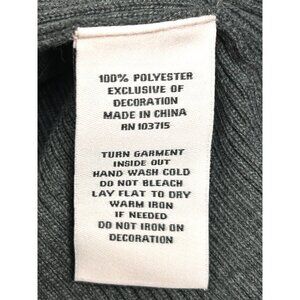 100% POLYESTER
EXCLUSIVE OF
DECORATION
MADE IN CHINA
RN 103715
TURN GARMENT
INSIDE OUT
HAND WASH COLD
DO NOT BLEACH
LAY FLAT TO DRY
WARM IRON
IF NEEDED
DO NOT IRON ON
DECORATION